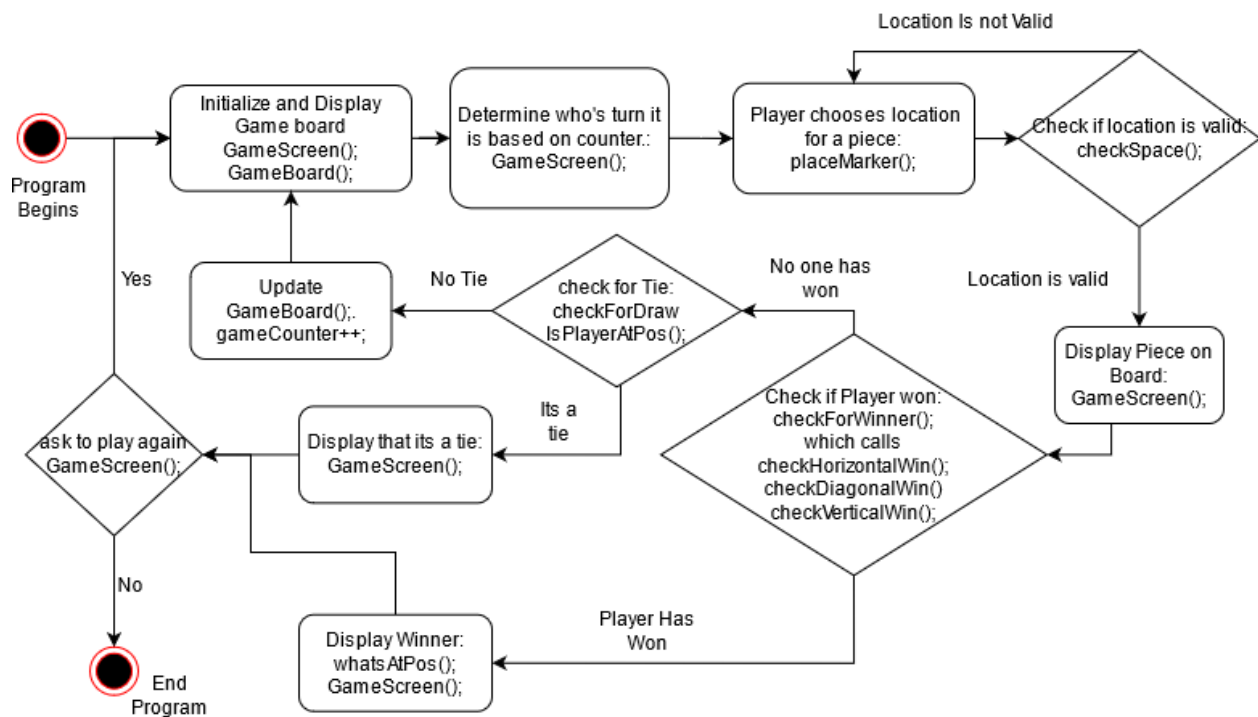 Location Is not Valid
Initialize and Display
Game board
GameScreen();
GameBoard();
Determine who's turn it
is based on counter.:
GameScreen();
Player chooses location
for a piece:
placeMarker();
Check if location is valid:
checkSpace();
Program
Begins
Yes
Update
GameBoard();.
gameCounter++;
No Tie
check for Tie:
checkForDraw
IsPlayerAtPos();
No one has
won
Location is valid
Display Piece on
Board:
GameScreen();
Check if Player won:
checkForWinner();
which calls
checkHorizontalWin();
checkDiagonalWin()
checkVerticalWin();
Its a
tie
Display that its a tie:
GameScreen();
ask to play again
GameScreen();
No
Player Has
Won
Display Winner:
whatsAtPos();
GameScreen();
End
Program